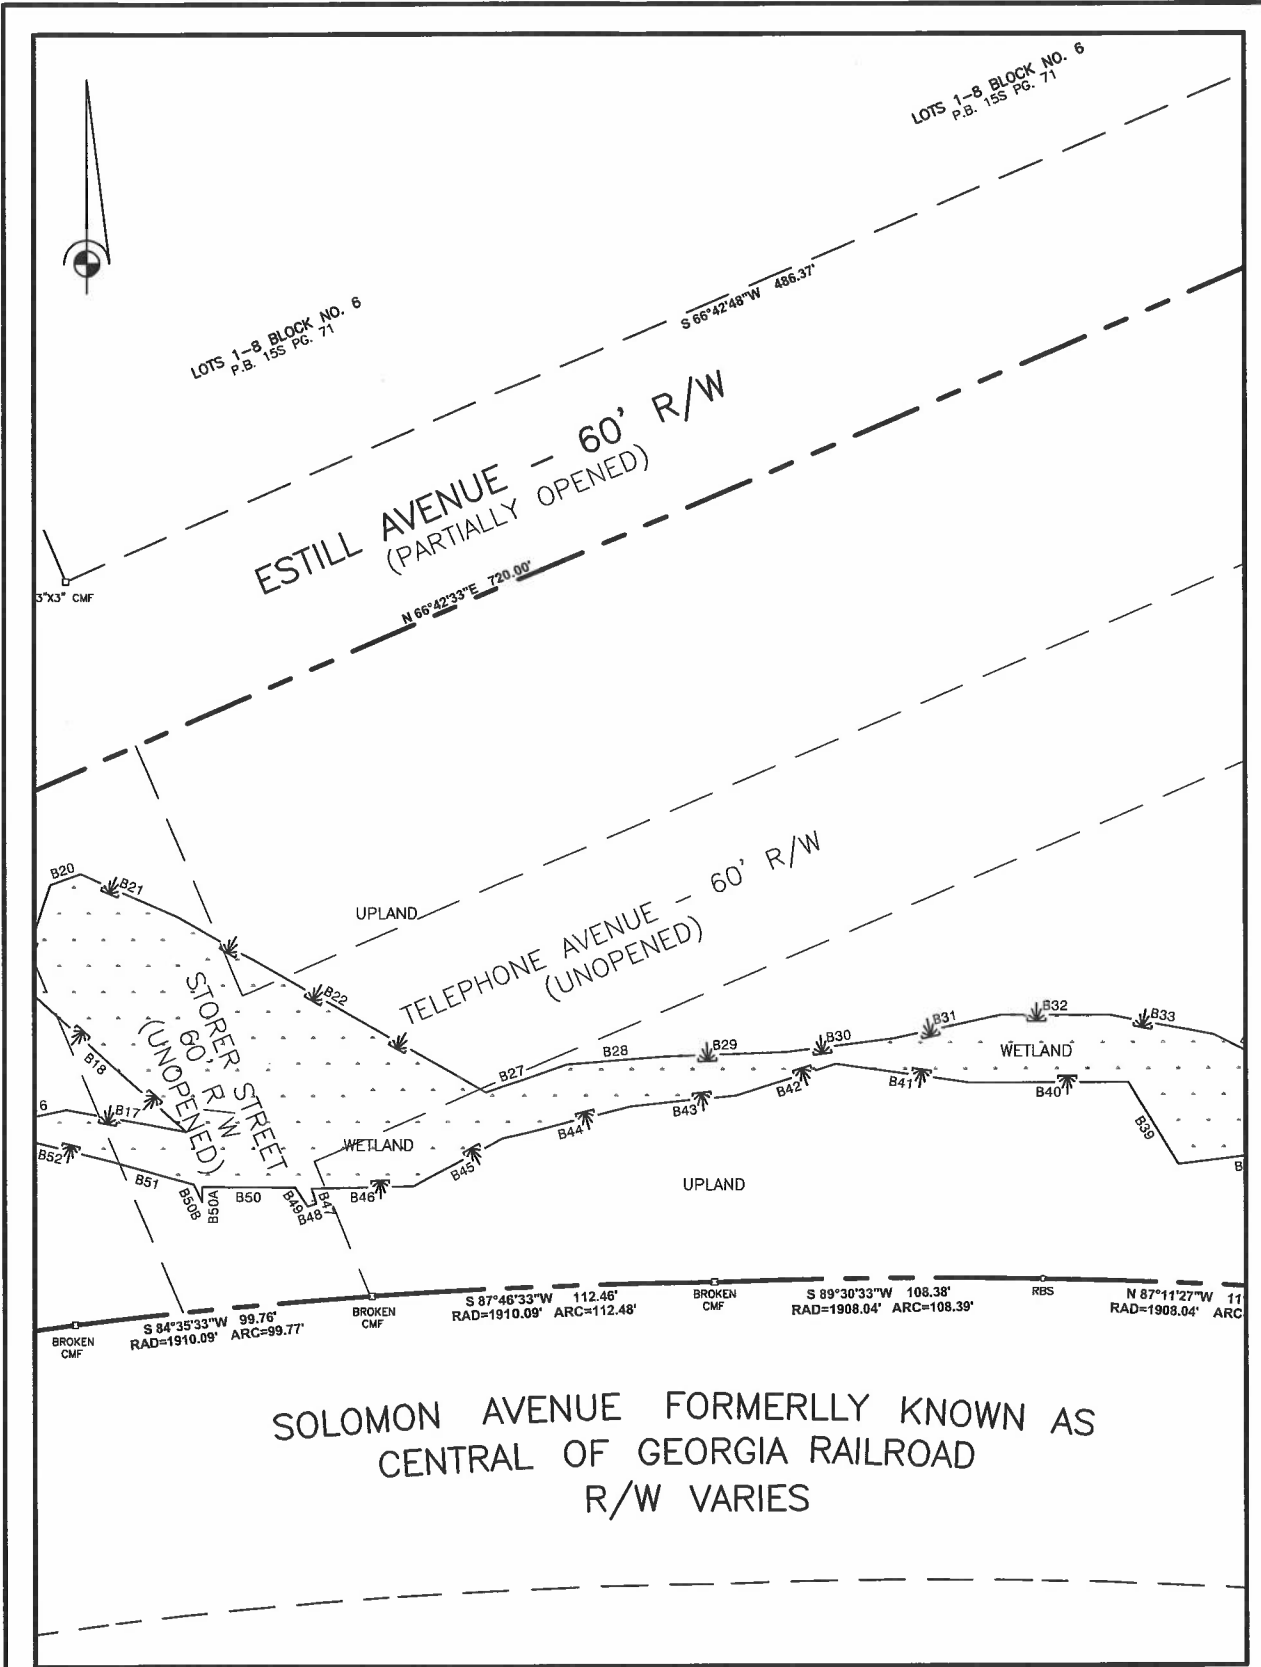 LOTS 1-8 BLOCK NO. 6
P.B. 15S PG. 71
LOTS 1-8 BLOCK NO. 6
P.B. 15S PG. 71
S 66°42'48"W 486.37'
ESTILL AVENUE - 60' R/W
(PARTIALLY OPENED)
3"X3" CMF
N 66°42'33"E 720.00'
B20
B21
UPLAND
TELEPHONE AVENUE - 60' R/W
(UNOPENED)
B22
STORER STREET
60' R/W
(UNOPENED)
B18
B17
6
B27
B28
B29
B30
B31
B32
B33
WETLAND
B52
B51
B50B
B50A
B50
B49
B48
B47
B46
WETLAND
B45
B44
B43
B42
B41
B40
B39
B
UPLAND
BROKEN
CMF
S 84°35'33"W 99.76'
RAD=1910.09' ARC=99.77'
BROKEN
CMF
S 87°46'33"W 112.46'
RAD=1910.09' ARC=112.48'
BROKEN
CMF
S 89°30'33"W 108.38'
RAD=1908.04' ARC=108.39'
RBS
N 87°11'27"W 11
RAD=1908.04' ARC
SOLOMON AVENUE FORMERLLY KNOWN AS
CENTRAL OF GEORGIA RAILROAD
R/W VARIES